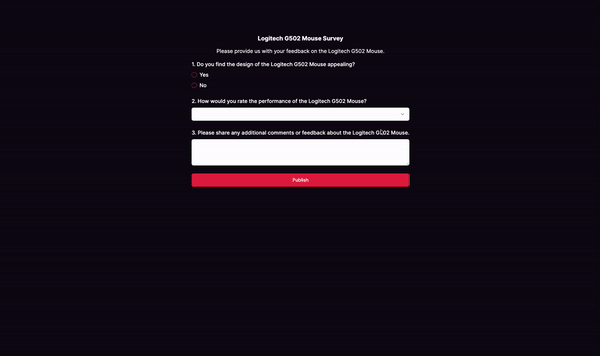 Logitech G502 Mouse Survey
Please provide us with your feedback on the Logitech G502 Mouse.
1. Do you find the design of the Logitech G502 Mouse appealing?
Yes
No
2. How would you rate the performance of the Logitech G502 Mouse?
3. Please share any additional comments or feedback about the Logitech G502 Mouse.
Publish